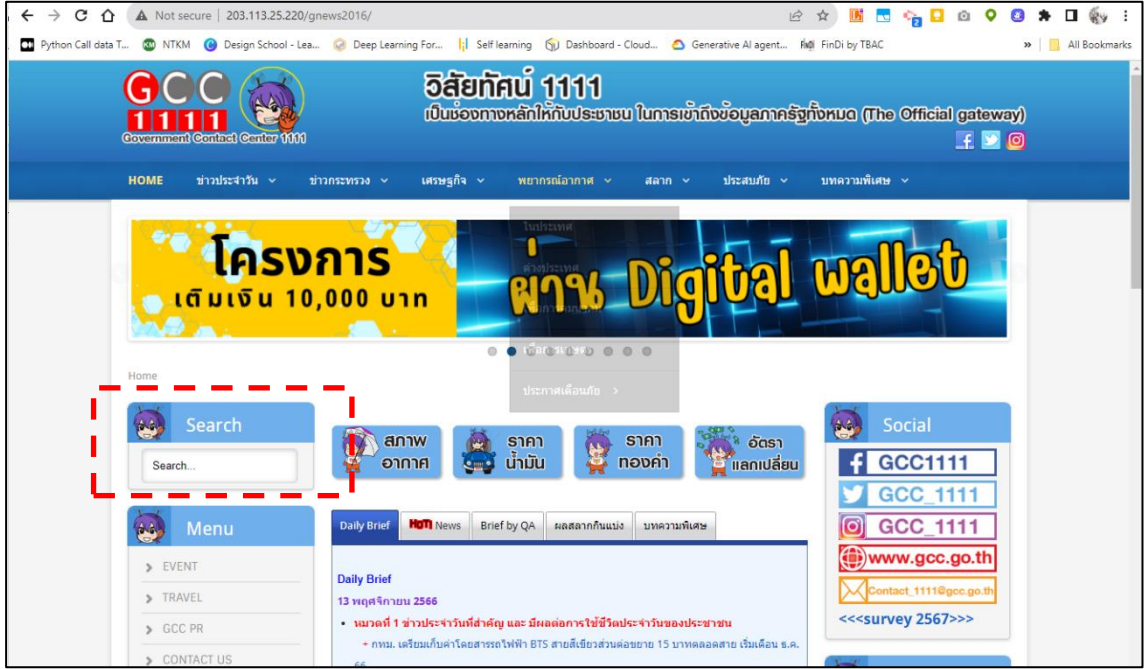 Not secure | 203.113.25.220/gnews2016/
Python Call data T... NTKM Design School - Lea... Deep Learning For... Self learning Dashboard - Cloud... Generative AI agent... FinDi by TBAC » All Bookmarks
GCC
1111
Government Contact Center 1111
วิสัยทัศน์ 1111
เป็นช่องทางหลักให้กับประชาชน ในการเข้าถึงข้อมูลภาครัฐทั้งหมด (The Official gateway)
HOME ข่าวประจำวัน ข่าวกระทรวง เศรษฐกิจ พยากรณ์อากาศ สลาก ประสบภัย บทความพิเศษ
ในประเทศ
ต่างประเทศ
โครงการ
เติมเงิน 10,000 บาท
ผ่าน Digital wallet
ประกาศเตือนภัย >
Home
Search
Search...
สภาพ
อากาศ
ราคา
น้ำมัน
ราคา
ทองคำ
อัตรา
แลกเปลี่ยน
Social
GCC1111
GCC_1111
GCC_1111
www.gcc.go.th
Contact_1111@gcc.go.th
<<<survey 2567>>>
Menu
> EVENT
> TRAVEL
> GCC PR
> CONTACT US
Daily Brief HOT! News Brief by QA ผลสลากกินแบ่ง บทความพิเศษ
Daily Brief
13 พฤศจิกายน 2566
• หมวดที่ 1 ข่าวประจำวันที่สำคัญ และ มีผลต่อการใช้ชีวิตประจำวันของประชาชน
+ กทม. เตรียมเก็บค่าโดยสารรถไฟฟ้า BTS สายสีเขียวส่วนต่อขยาย 15 บาทตลอดสาย เริ่มเดือน ธ.ค.
66